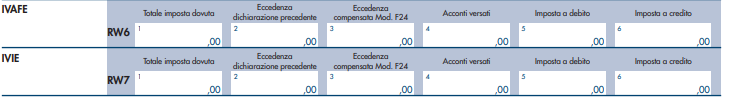 IVAFE
Totale imposta dovuta
Eccedenza
dichiarazione precedente
Eccedenza
compensata Mod. F24
Acconti versati
Imposta a debito
Imposta a credito
RW6
1 ,00
2 ,00
3 ,00
4 ,00
5 ,00
6 ,00
IVIE
Totale imposta dovuta
Eccedenza
dichiarazione precedente
Eccedenza
compensata Mod. F24
Acconti versati
Imposta a debito
Imposta a credito
RW7
1 ,00
2 ,00
3 ,00
4 ,00
5 ,00
6 ,00